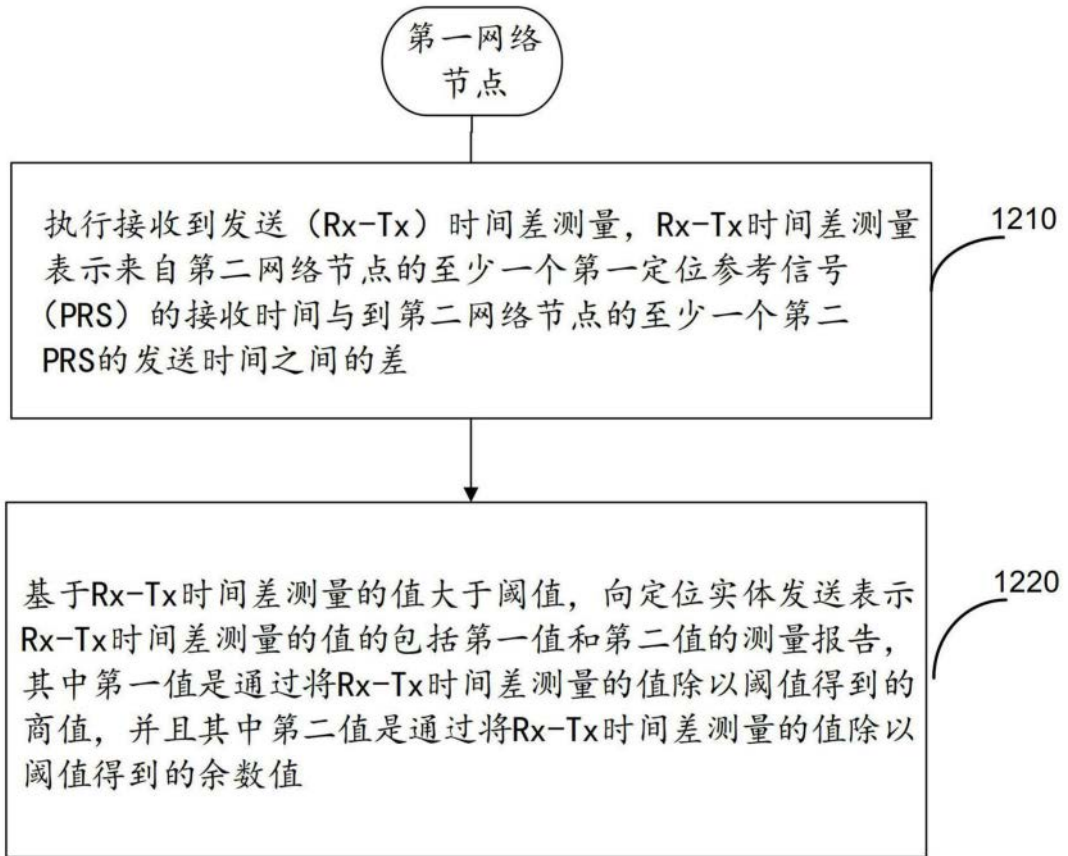 第一网络
节点
执行接收到发送（Rx-Tx）时间差测量，Rx-Tx时间差测量
表示来自第二网络节点的至少一个第一定位参考信号
（PRS）的接收时间与到第二网络节点的至少一个第二
PRS的发送时间之间的差
1210
基于Rx-Tx时间差测量的值大于阈值，向定位实体发送表示
Rx-Tx时间差测量的值的包括第一值和第二值的测量报告，
其中第一值是通过将Rx-Tx时间差测量的值除以阈值得到的
商值，并且其中第二值是通过将Rx-Tx时间差测量的值除以
阈值得到的余数值
1220